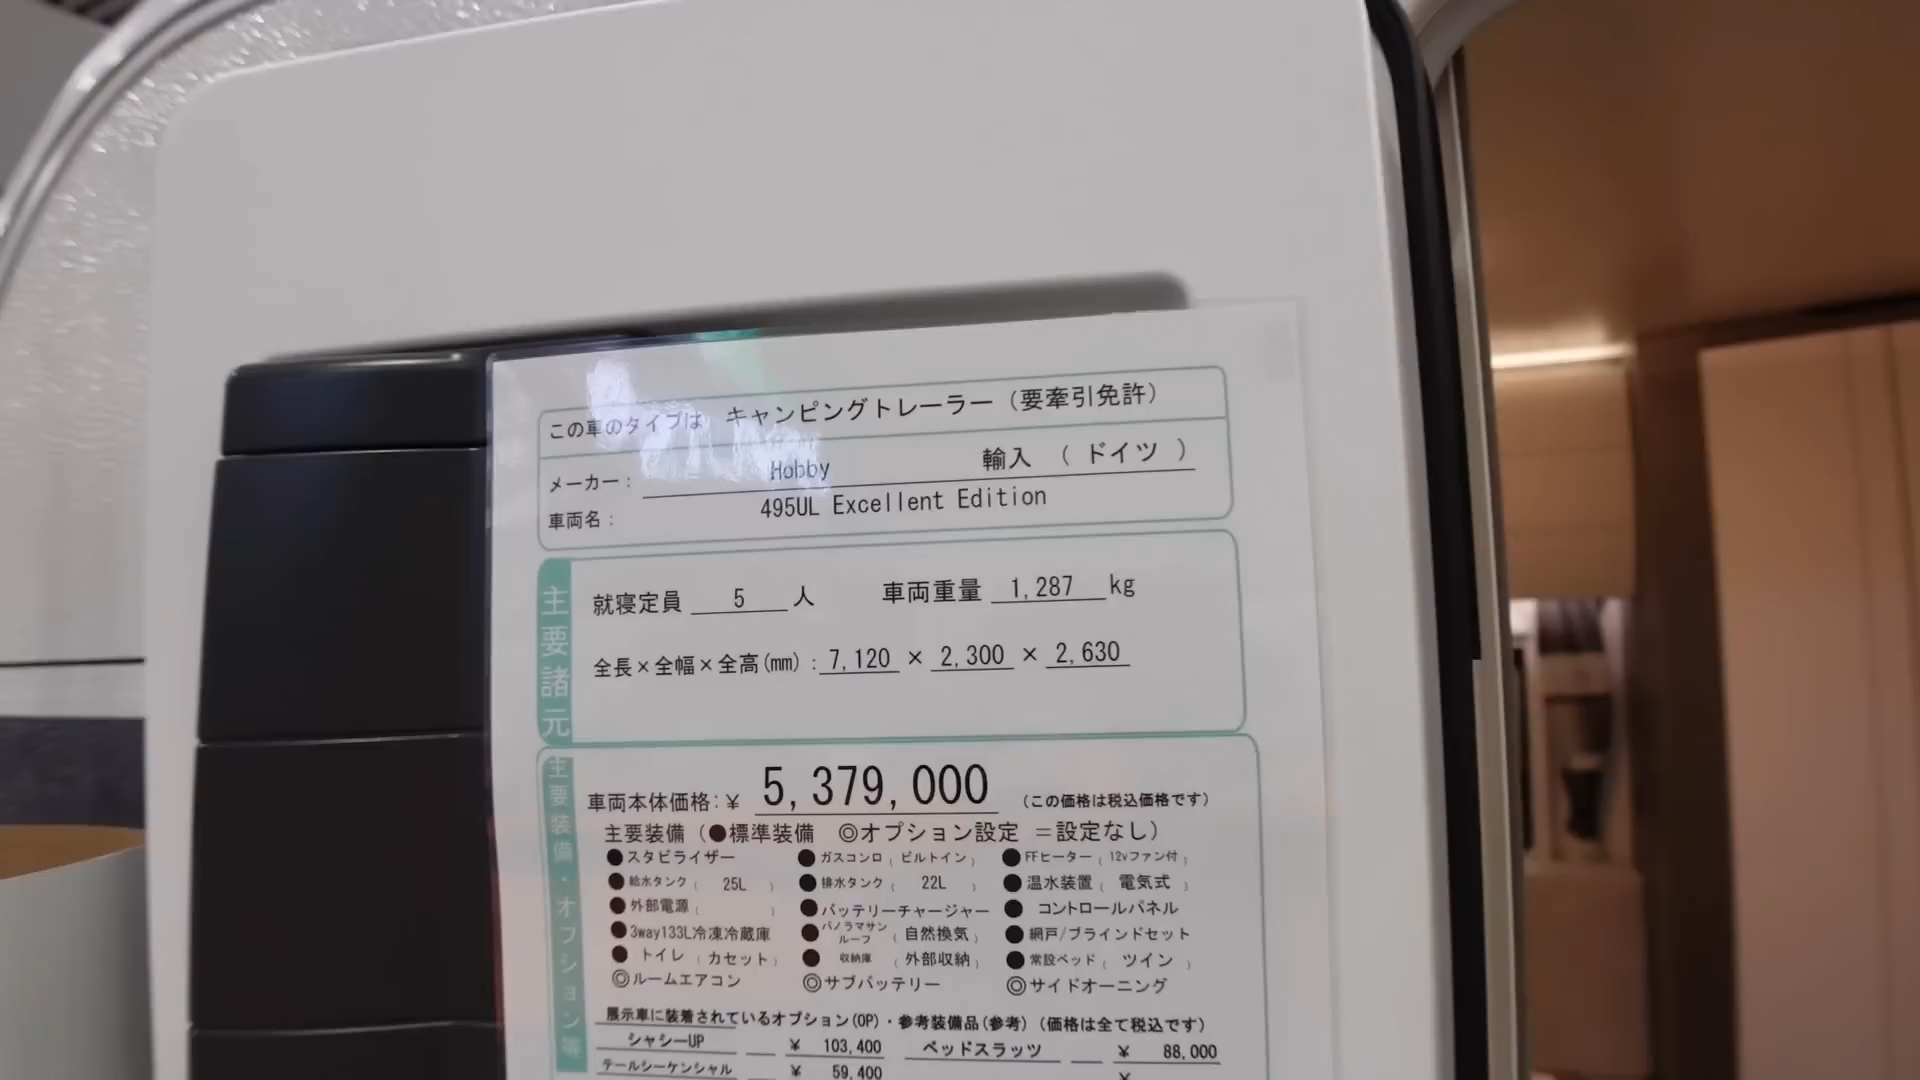 この車のタイプは キャンピングトレーラー（要牽引免許）
メーカー： Hobby 輸入 （ ドイツ ）
車両名： 495UL Excellent Edition
主要諸元
就寝定員 5 人 車両重量 1,287 kg
全長×全幅×全高(mm)：7,120 × 2,300 × 2,630
主要装備・オプション等
車両本体価格：¥ 5,379,000 （この価格は税込価格です）
主要装備（●標準装備 ◎オプション設定 ＝設定なし）
●スタビライザー ●ガスコンロ（ビルトイン） ●FFヒーター（12vファン付）
●給水タンク（ 25L ） ●排水タンク（ 22L ） ●温水装置（ 電気式 ）
●外部電源（ ） ●バッテリーチャージャー ● コントロールパネル
●3way133L冷凍冷蔵庫 ●パノラマサンルーフ（自然換気） ●網戸/ブラインドセット
● トイレ（カセット） ● 収納庫 （外部収納） ●常設ベッド（ ツイン ）
◎ルームエアコン ◎サブバッテリー ◎サイドオーニング
展示車に装着されているオプション(OP)・参考装備品(参考)（価格は全て税込です）
シャシーUP ¥ 103,400 ベッドスラッツ ¥ 88,000
テールシーケンシャル ¥ 59,400 ¥